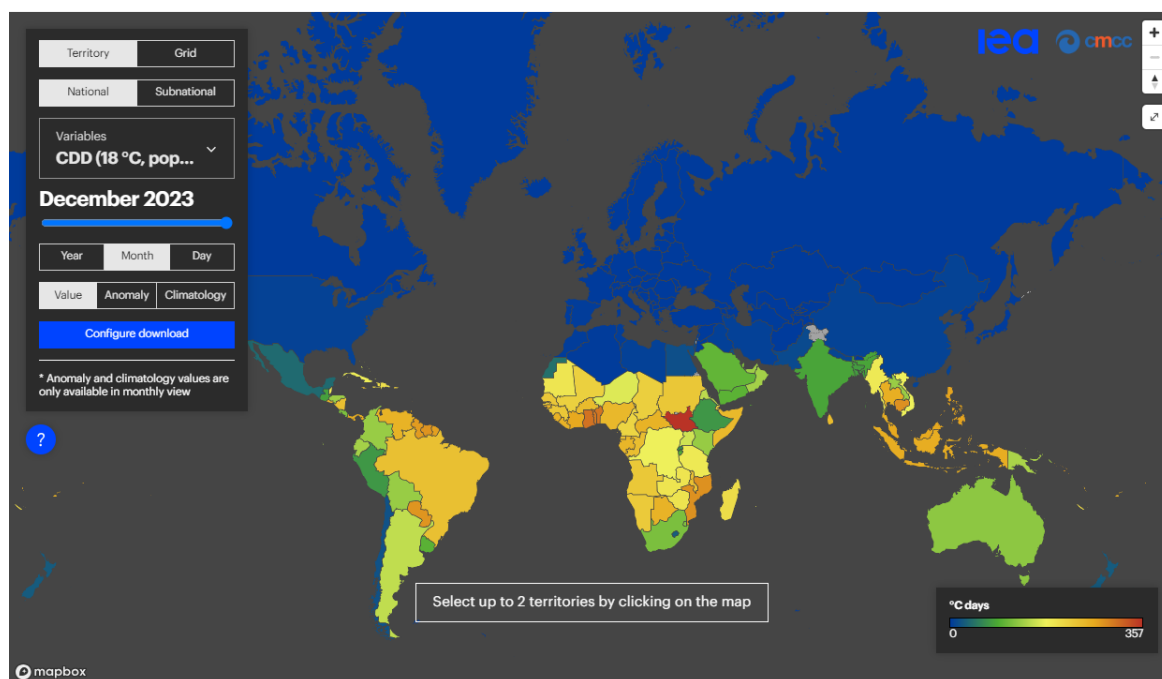 Territory Grid
National Subnational
Variables
CDD (18 °C, pop...
December 2023
Year Month Day
Value Anomaly Climatology
Configure download
* Anomaly and climatology values are
only available in monthly view
?
iea cmcc
+
−
Select up to 2 territories by clicking on the map
°C days
0 357
mapbox